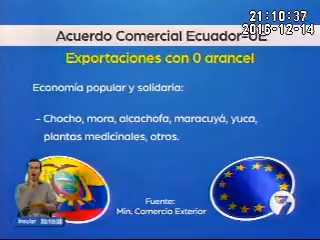 21:10:37
2016-12-14
Acuerdo Comercial Ecuador-UE
Exportaciones con 0 arancel
Economía popular y solidaria:
- Chocho, mora, alcachofa, maracuyá, yuca,
plantas medicinales, otros.
Fuente:
Min. Comercio Exterior
7